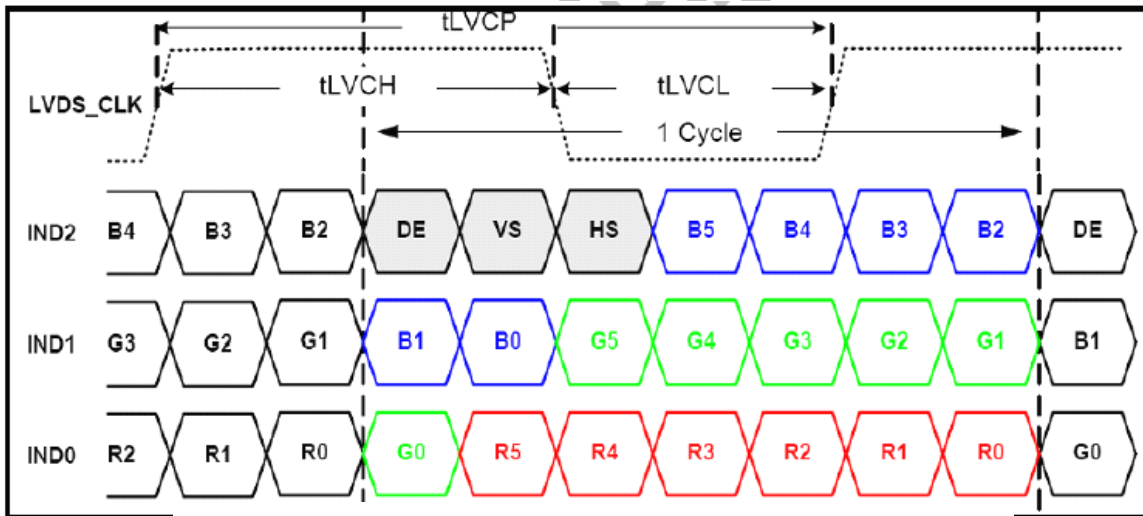 tLVCP
tLVCH tLVCL
LVDS_CLK
1 Cycle
IND2 B4 B3 B2 DE VS HS B5 B4 B3 B2 DE
IND1 G3 G2 G1 B1 B0 G5 G4 G3 G2 G1 B1
IND0 R2 R1 R0 G0 R5 R4 R3 R2 R1 R0 G0